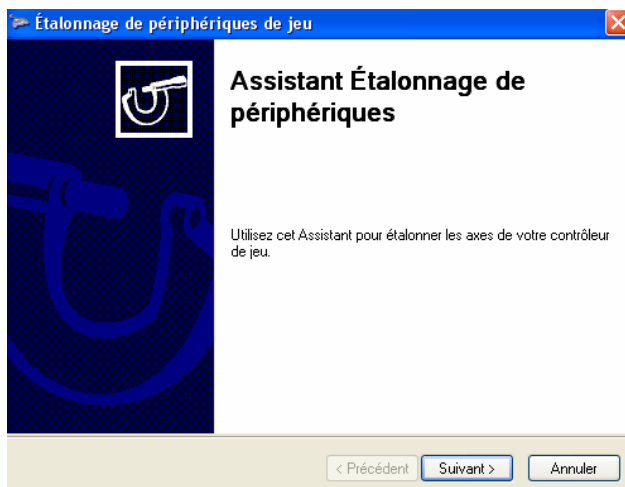 Étalonnage de périphériques de jeu
Assistant Étalonnage de
périphériques
Utilisez cet Assistant pour étalonner les axes de votre contrôleur
de jeu.
< Précédent Suivant > Annuler